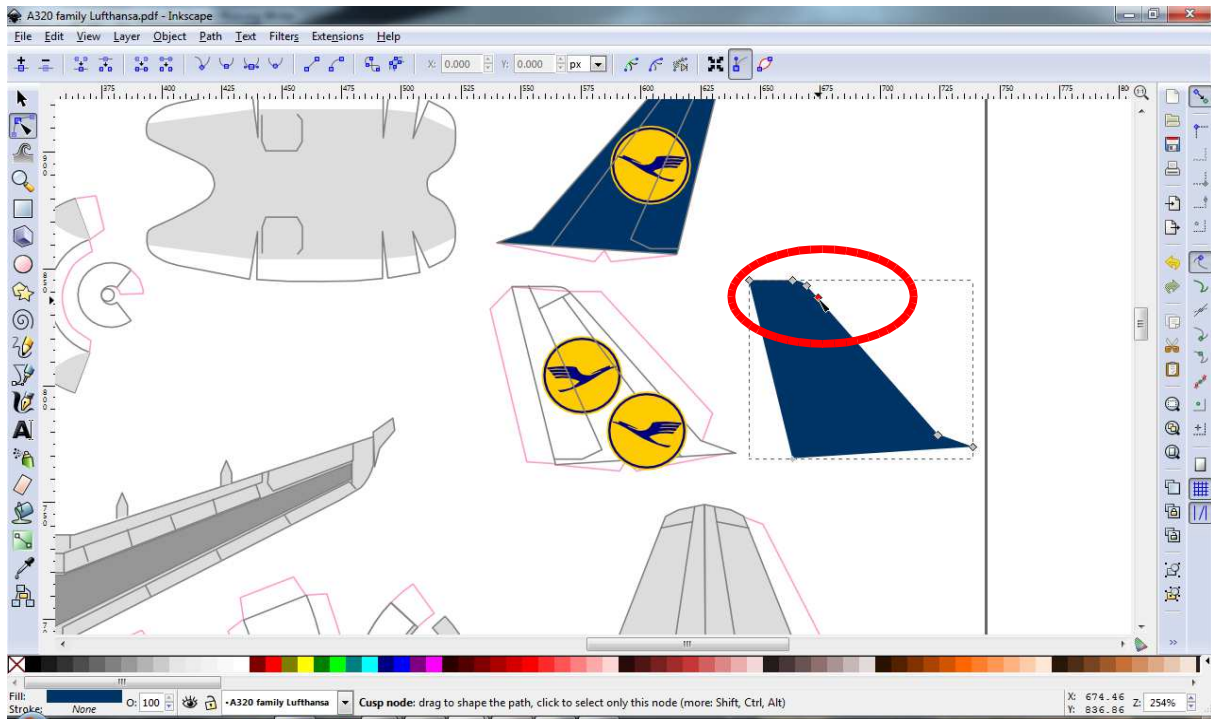 A320 family Lufthansa.pdf - Inkscape
File Edit View Layer Object Path Text Filters Extensions Help
X: 0.000 Y: 0.000 px
375 400 425 450 475 500 525 550 575 600 625 650 675 700 725 750 775 80
Fill:
Stroke: None
O: 100
•A320 family Lufthansa
Cusp node: drag to shape the path, click to select only this node (more: Shift, Ctrl, Alt)
X: 674.46
Y: 836.86
Z: 254%